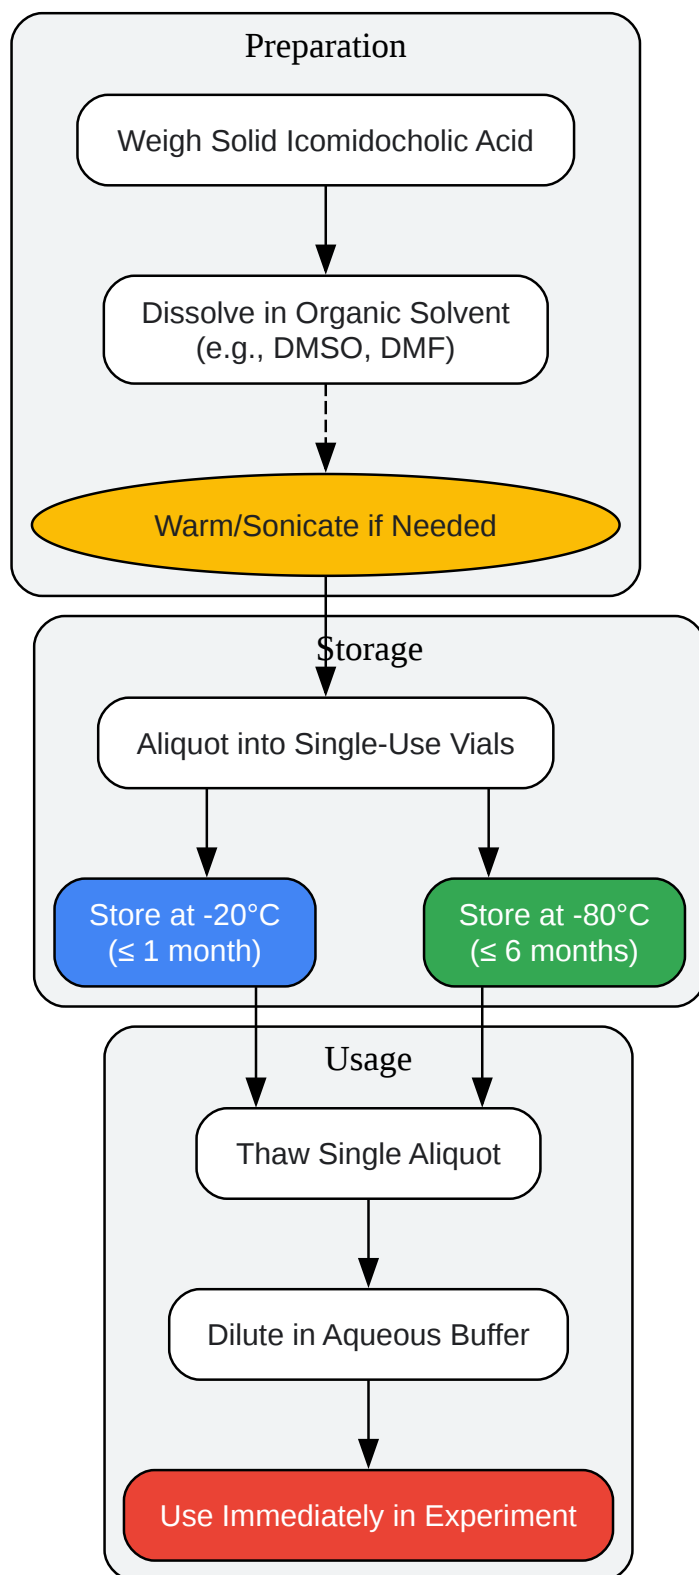 Preparation
Weigh Solid Icomidocholic Acid
Dissolve in Organic Solvent
(e.g., DMSO, DMF)
Warm/Sonicate if Needed
Storage
Aliquot into Single-Use Vials
Store at -20°C
(≤ 1 month)
Store at -80°C
(≤ 6 months)
Usage
Thaw Single Aliquot
Dilute in Aqueous Buffer
Use Immediately in Experiment